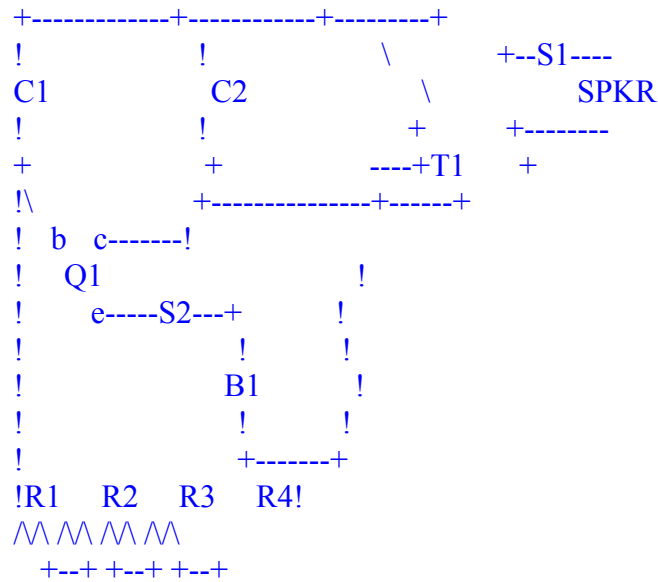 +-------------+------------+---------+
! ! \ +--S1----
C1 C2 \ SPKR
! ! + +--------
+ + ----+T1 +
!\ +---------------+------+
! b c-------!
! Q1 !
! e-----S2---+ !
! ! !
! B1 !
! ! !
! +-------+
!R1 R2 R3 R4!
/\/\ /\/\ /\/\ /\/\
+--+ +--+ +--+